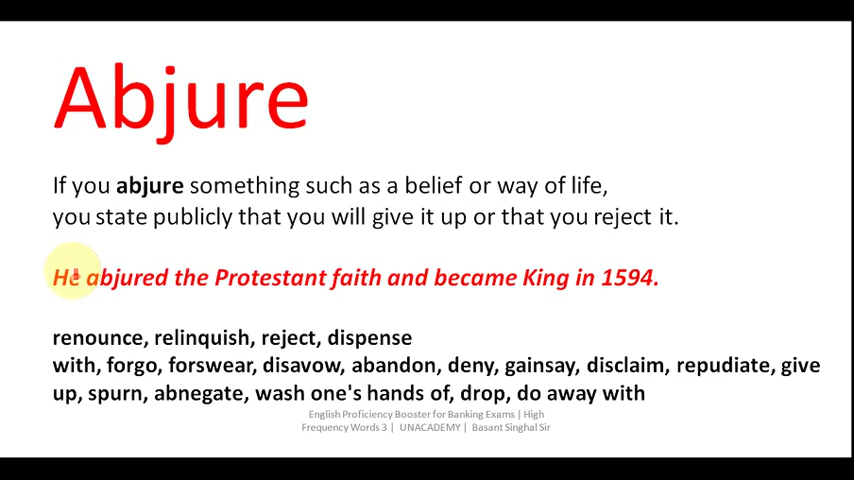 Abjure
If you abjure something such as a belief or way of life,
you state publicly that you will give it up or that you reject it.
He abjured the Protestant faith and became King in 1594.
renounce, relinquish, reject, dispense
with, forgo, forswear, disavow, abandon, deny, gainsay, disclaim, repudiate, give
up, spurn, abnegate, wash one's hands of, drop, do away with
English Proficiency Booster for Banking Exams | High
Frequency Words 3 | UNACADEMY | Basant Singhal Sir